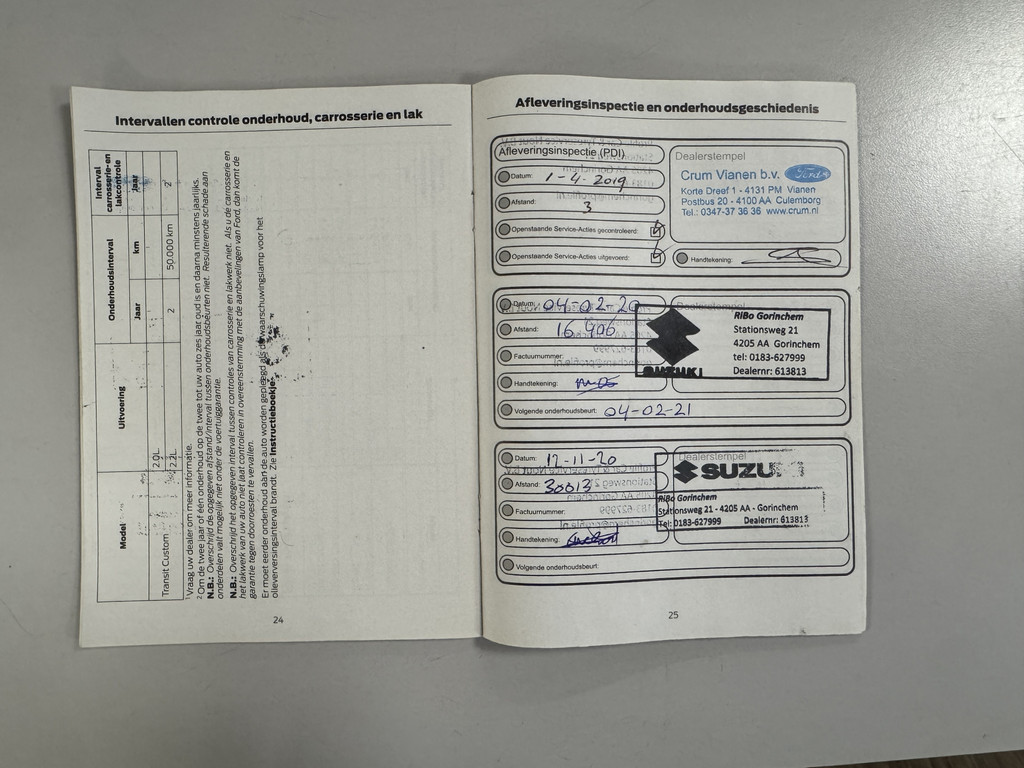 Intervallen controle onderhoud, carrosserie en lak
Model
Uitvoering
Onderhoudsinterval
Interval carrosserie- en lakcontrole
Jaar
km
Jaar
Transit Custom
2.0L
2.2L
2
50.000 km
2²
¹ Vraag uw dealer om meer informatie.
² Om de twee jaar of één onderhoud op de twee tot uw auto zes jaar oud is en daarna minstens jaarlijks.
N.B.: Overschrijd de opgegeven afstand/interval tussen onderhoudsbeurten niet. Resulterende schade aan
onderdelen valt mogelijk niet onder de voertuiggarantie.
N.B.: Overschrijd het opgegeven interval tussen controles van carrosserie en lakwerk niet. Als u de carrosserie en
het lakwerk van uw auto niet laat controleren in overeenstemming met de aanbevelingen van Ford, dan komt de
garantie tegen doorroesten te vervallen.
Er moet eerder onderhoud aan de auto worden gepleegd als de waarschuwingslamp voor het
olieverversingsinterval brandt. Zie Instructieboekje.
24
Afleveringsinspectie en onderhoudsgeschiedenis
Afleveringsinspectie (PDI)
Datum: 1-4-2019
Afstand: 3
Openstaande Service-Acties gecontroleerd:
Openstaande Service-Acties uitgevoerd:
Dealerstempel
Crum Vianen b.v. Ford
Korte Dreef 1 - 4131 PM Vianen
Postbus 20 - 4100 AA Culemborg
Tel.: 0347-37 36 36 www.crum.nl
Handtekening:
Datum: 04-02-20
Afstand: 16.906
Factuurnummer:
Handtekening:
Volgende onderhoudsbeurt: 04-02-21
Dealerstempel
SUZUKI
RiBo Gorinchem
Stationsweg 21
4205 AA Gorinchem
tel: 0183-627999
Dealernr: 613813
Datum: 12-11-20
Afstand: 30013
Factuurnummer:
Handtekening:
Volgende onderhoudsbeurt:
Dealerstempel
SUZUKI
RiBo Gorinchem
Stationsweg 21 - 4205 AA - Gorinchem
Tel: 0183-627999 Dealernr: 613813
25